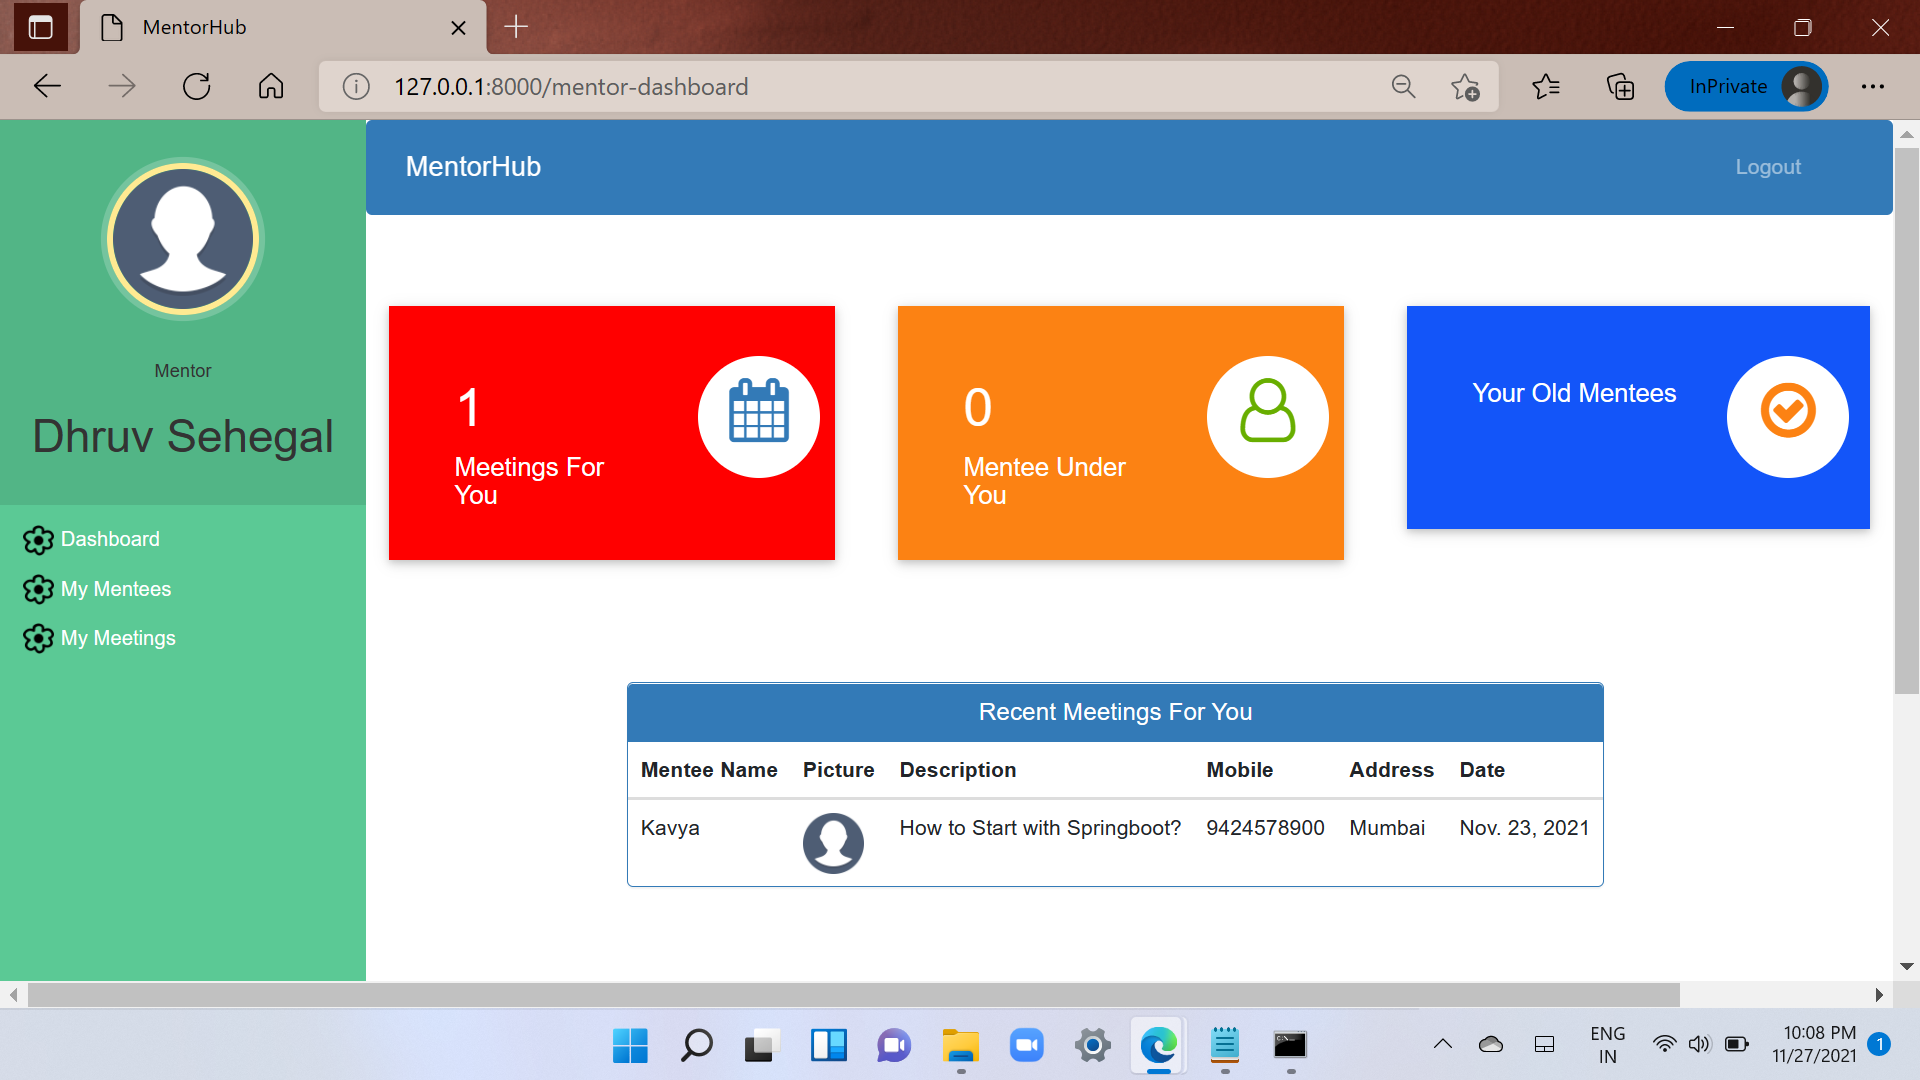 MentorHub
127.0.0.1:8000/mentor-dashboard
InPrivate
MentorHub
Logout
Mentor
Dhruv Sehegal
Dashboard
My Mentees
My Meetings
1
Meetings For
You
0
Mentee Under
You
Your Old Mentees
Recent Meetings For You
Mentee Name Picture Description Mobile Address Date
Kavya How to Start with Springboot? 9424578900 Mumbai Nov. 23, 2021
ENG
IN
10:08 PM
11/27/2021
1